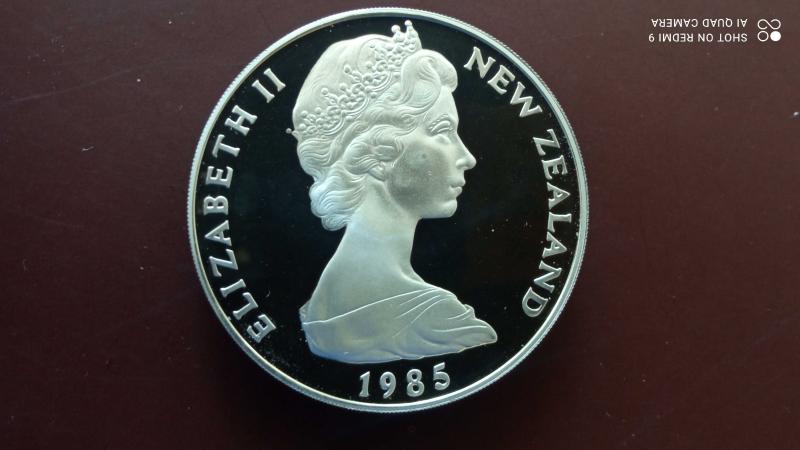 ELIZABETH II
NEW ZEALAND
1985
SHOT ON REDMI 9
AI QUAD CAMERA